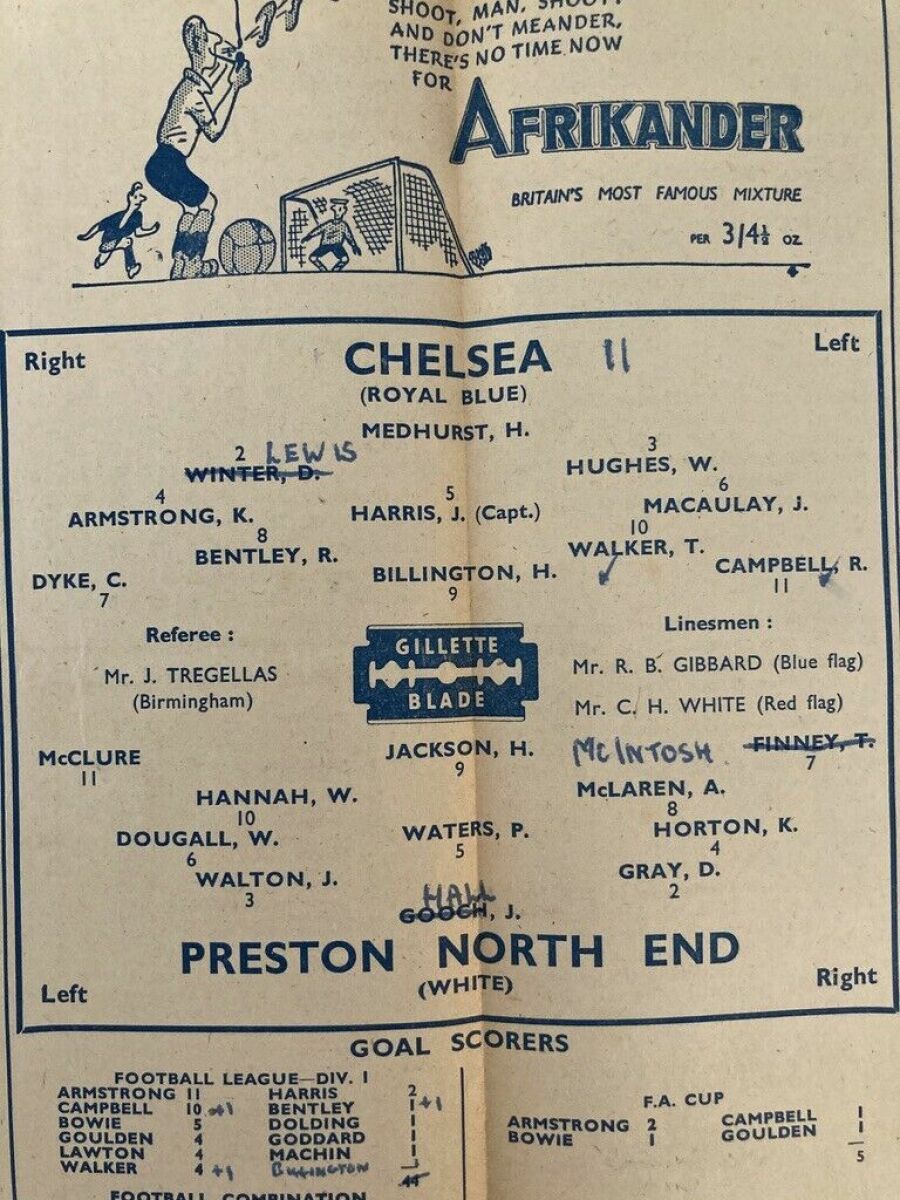 SHOOT, MAN, SHOOT,
AND DON'T MEANDER,
THERE'S NO TIME NOW
FOR
AFRIKANDER
BRITAIN'S MOST FAMOUS MIXTURE
PER 3/4½ OZ
Right CHELSEA 11 Left
(ROYAL BLUE)
MEDHURST, H.
2 LEWIS 3
WINTER, D. HUGHES, W.
4 5 6
ARMSTRONG, K. HARRIS, J. (Capt.) MACAULAY, J.
8 10
BENTLEY, R. WALKER, T.
DYKE, C. BILLINGTON, H. CAMPBELL, R.
7 9 11
Referee : Linesmen :
GILLETTE
BLADE
Mr. J. TREGELLAS Mr. R. B. GIBBARD (Blue flag)
(Birmingham) Mr. C. H. WHITE (Red flag)
McCLURE JACKSON, H. McINTOSH FINNEY, T.
11 9 7
HANNAH, W. McLAREN, A.
10 8
DOUGALL, W. WATERS, P. HORTON, K.
6 5 4
WALTON, J. GRAY, D.
3 2
HALL
GOOCH, J.
PRESTON NORTH END
(WHITE)
Left Right
GOAL SCORERS
FOOTBALL LEAGUE—DIV. 1
ARMSTRONG 11 HARRIS 2
CAMPBELL 10 +1 BENTLEY 1 +1
BOWIE 5 DOLDING 1
GOULDEN 4 GODDARD 1
LAWTON 4 MACHIN 1
WALKER 4 +1 BILLINGTON
44
F.A. CUP
ARMSTRONG 2 CAMPBELL 1
BOWIE 1 GOULDEN 1
5
FOOTBALL COMBINATION